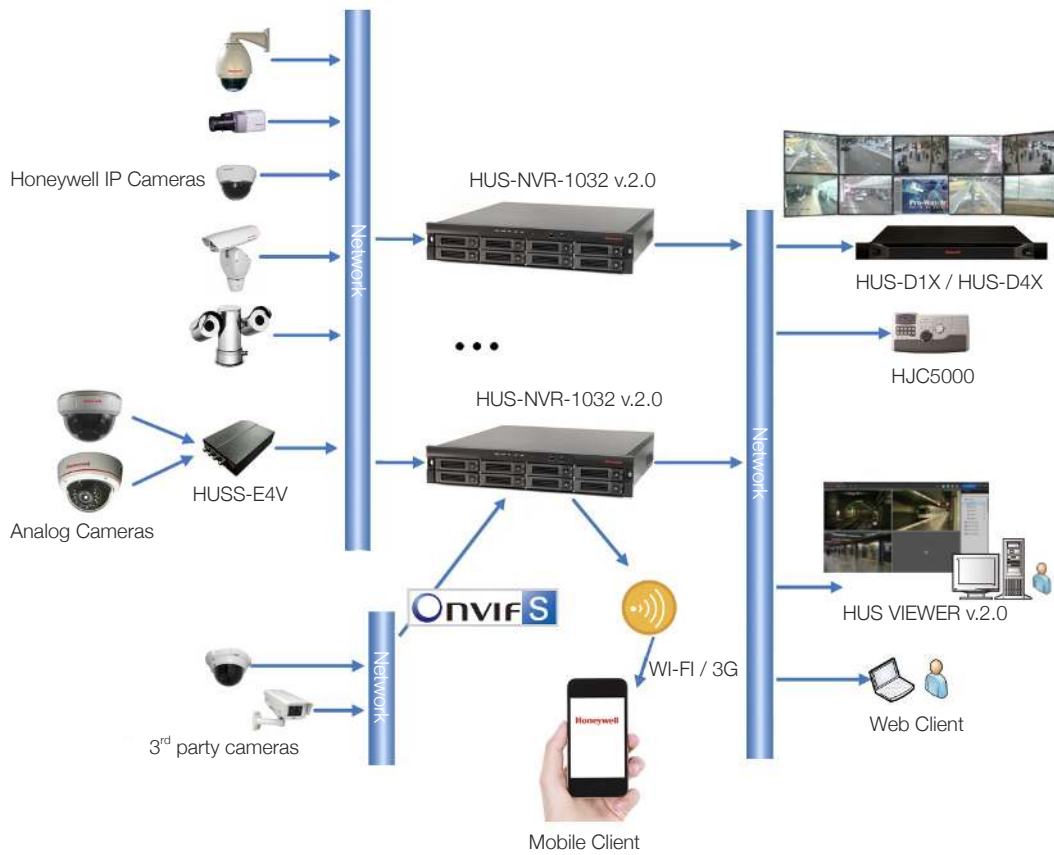 Honeywell IP Cameras
Network
HUS-NVR-1032 v.2.0
HUS-NVR-1032 v.2.0
HUSS-E4V
Analog Cameras
Network
Pro-Watch
HUS-D1X / HUS-D4X
HJC5000
HUS VIEWER v.2.0
Web Client
ONVIF S
Network
3rd party cameras
WI-FI / 3G
Honeywell
Mobile Client